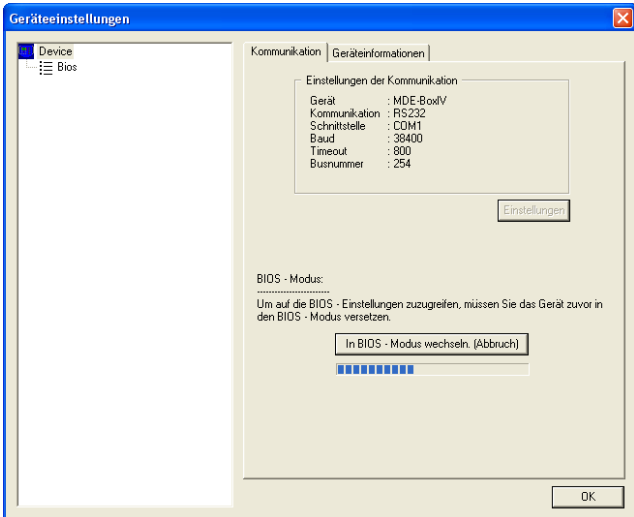 Geräteeinstellungen
Device
Bios
Kommunikation
Geräteinformationen
Einstellungen der Kommunikation
Gerät : MDE-BoxIV
Kommunikation : RS232
Schnittstelle : COM1
Baud : 38400
Timeout : 800
Busnummer : 254
Einstellungen
BIOS - Modus:
------------------------
Um auf die BIOS - Einstellungen zuzugreifen, müssen Sie das Gerät zuvor in
den BIOS - Modus versetzen.
In BIOS - Modus wechseln. (Abbruch)
OK